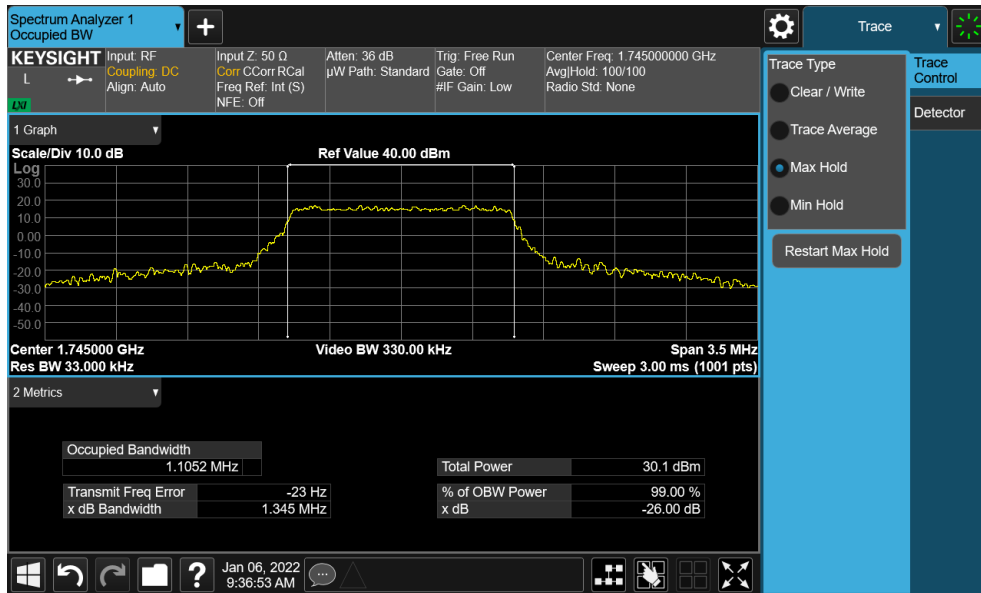 Spectrum Analyzer 1
Occupied BW
+
Trace
KEYSIGHT
L
LXI
Input: RF
Coupling: DC
Align: Auto
Input Z: 50 Ω
Corr CCorr RCal
Freq Ref: Int (S)
NFE: Off
Atten: 36 dB
µW Path: Standard
Trig: Free Run
Gate: Off
#IF Gain: Low
Center Freq: 1.745000000 GHz
Avg|Hold: 100/100
Radio Std: None
Trace Type
Clear / Write
Trace Average
Max Hold
Min Hold
Restart Max Hold
Trace
Control
Detector
1 Graph
Scale/Div 10.0 dB
Ref Value 40.00 dBm
Log
30.0
20.0
10.0
0.00
-10.0
-20.0
-30.0
-40.0
-50.0
Center 1.745000 GHz
Video BW 330.00 kHz
Span 3.5 MHz
Res BW 33.000 kHz
Sweep 3.00 ms (1001 pts)
2 Metrics
Occupied Bandwidth
1.1052 MHz
Total Power 30.1 dBm
Transmit Freq Error -23 Hz
% of OBW Power 99.00 %
x dB Bandwidth 1.345 MHz
x dB -26.00 dB
?
Jan 06, 2022
9:36:53 AM